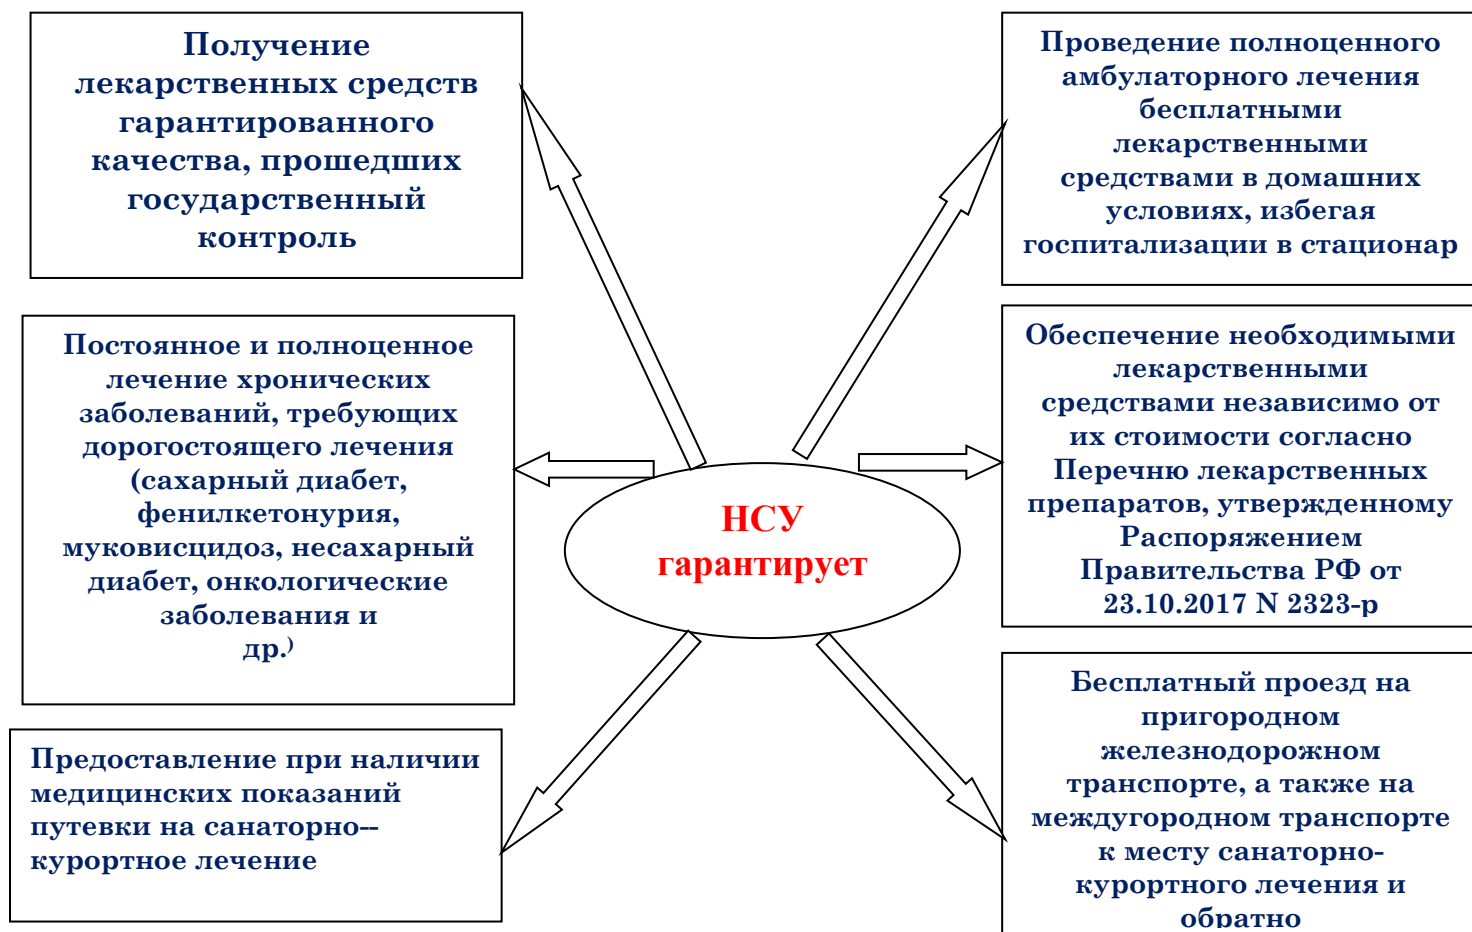 Получение
лекарственных средств
гарантированного
качества, прошедших
государственный
контроль
Постоянное и полноценное
лечение хронических
заболеваний, требующих
дорогостоящего лечения
(сахарный диабет,
фенилкетонурия,
муковисцидоз, несахарный
диабет, онкологические
заболевания и
др.)
Предоставление при наличии
медицинских показаний
путевки на санаторно--
курортное лечение
НСУ
гарантирует
Проведение полноценного
амбулаторного лечения
бесплатными
лекарственными
средствами в домашних
условиях, избегая
госпитализации в стационар
Обеспечение необходимыми
лекарственными
средствами независимо от
их стоимости согласно
Перечню лекарственных
препаратов, утвержденному
Распоряжением
Правительства РФ от
23.10.2017 N 2323-р
Бесплатный проезд на
пригородном
железнодорожном
транспорте, а также на
междугородном транспорте
к месту санаторно-
курортного лечения и
обратно